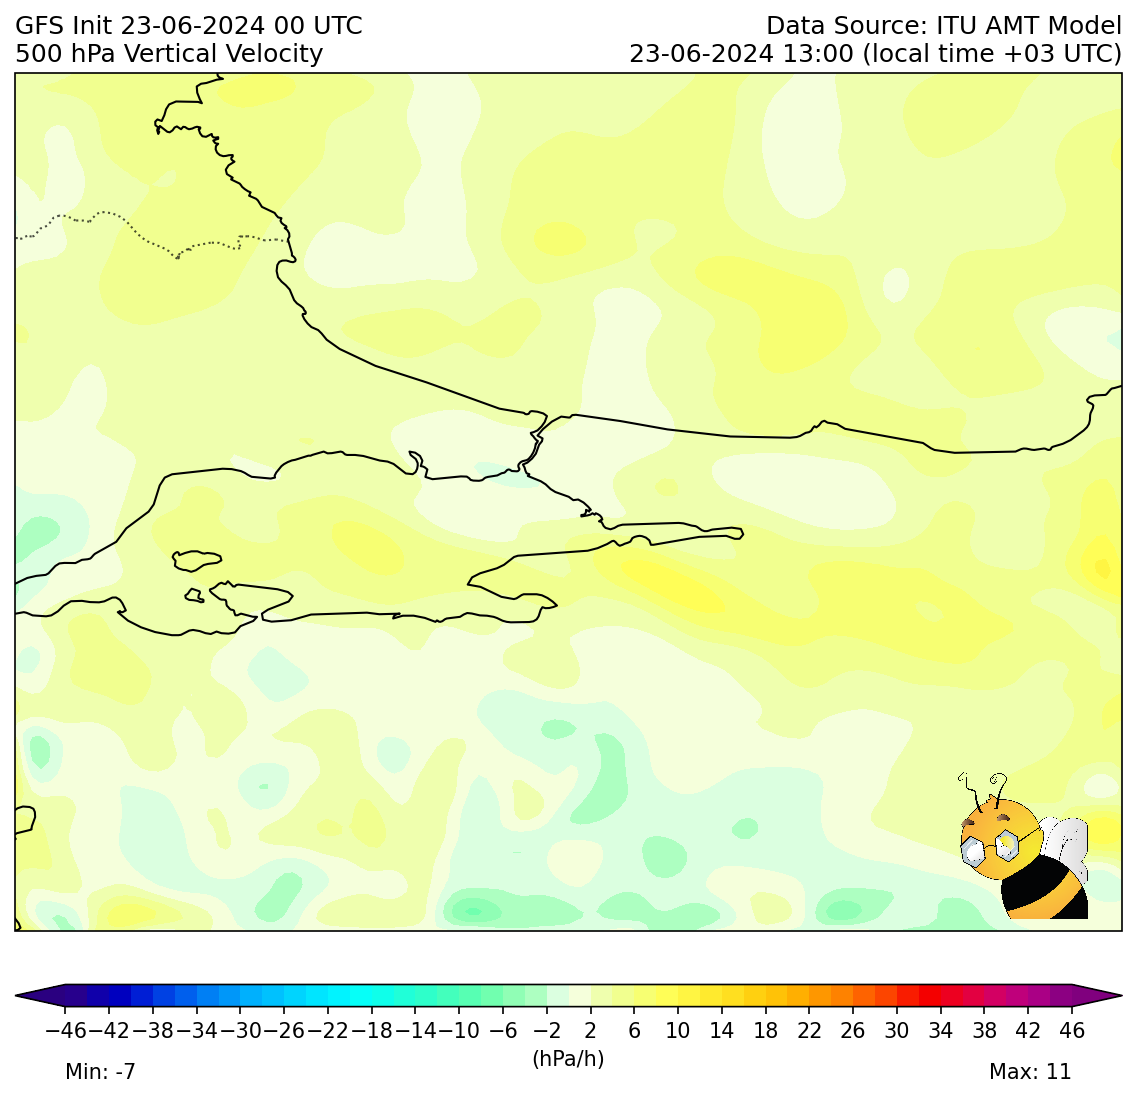 GFS Init 23-06-2024 00 UTC
Data Source: ITU AMT Model
500 hPa Vertical Velocity
23-06-2024 13:00 (local time +03 UTC)
−46 −42 −38 −34 −30 −26 −22 −18 −14 −10 −6 −2 2 6 10 14 18 22 26 30 34 38 42 46
(hPa/h)
Min: -7
Max: 11